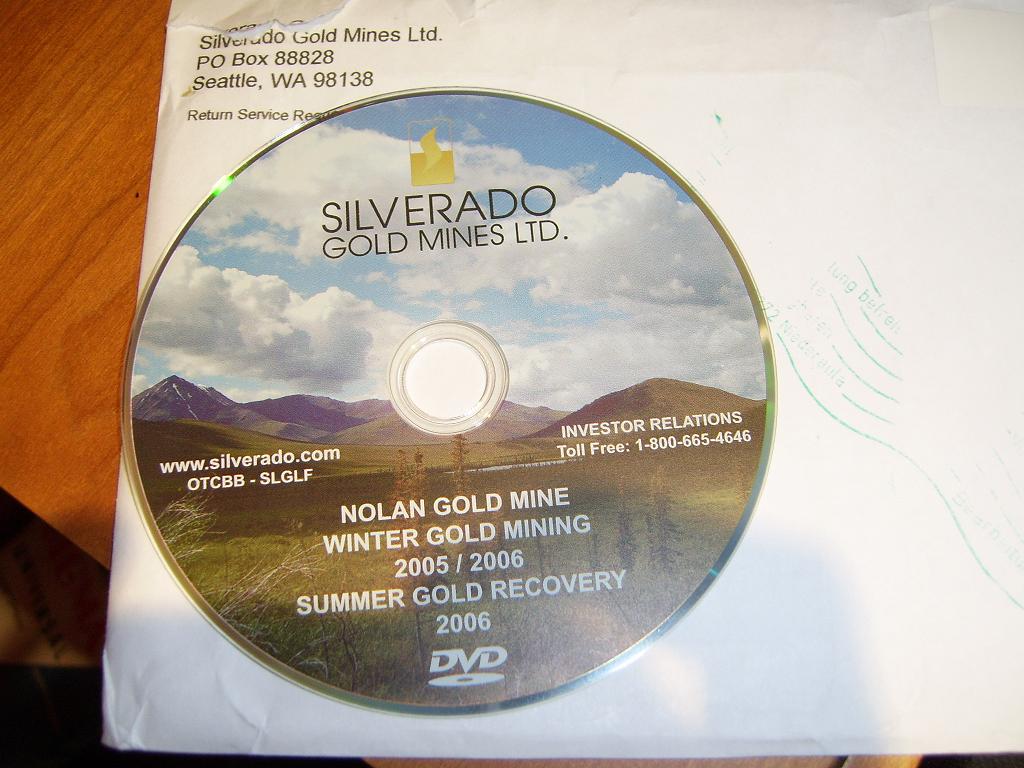 Silverado Gold Mines Ltd.
PO Box 88828
Seattle, WA 98138
Return Service
SILVERADO
GOLD MINES LTD.
INVESTOR RELATIONS
Toll Free: 1-800-665-4646
www.silverado.com
OTCBB - SLGLF
NOLAN GOLD MINE
WINTER GOLD MINING
2005 / 2006
SUMMER GOLD RECOVERY
2006
DVD
Niederaula